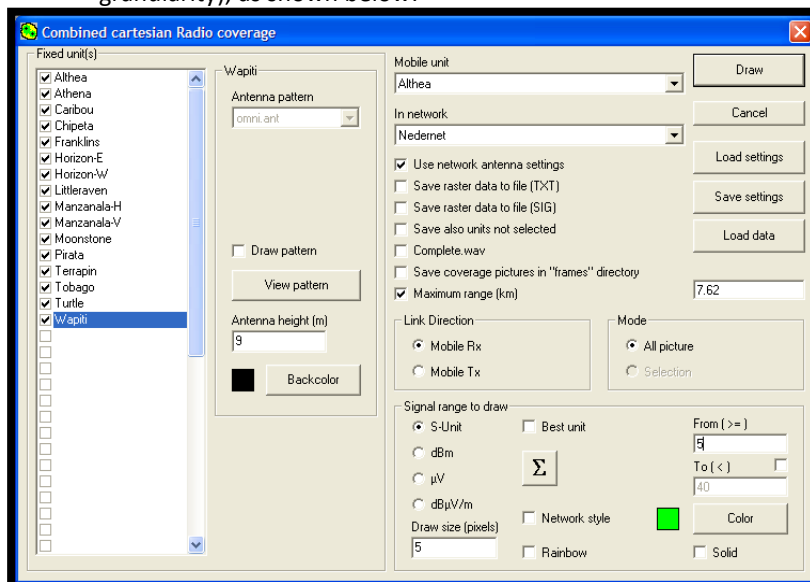 granularity), as shown below:
Combined cartesian Radio coverage
Fixed unit(s)
Althea
Athena
Caribou
Chipeta
Franklins
Horizon-E
Horizon-W
Littleraven
Manzanala-H
Manzanala-V
Moonstone
Pirata
Terrapin
Tobago
Turtle
Wapiti
Wapiti
Antenna pattern
omni.ant
Draw pattern
View pattern
Antenna height (m)
9
Backcolor
Mobile unit
Althea
In network
Nedernet
Use network antenna settings
Save raster data to file (TXT)
Save raster data to file (SIG)
Save also units not selected
Complete.wav
Save coverage pictures in "frames" directory
Maximum range (km)
7.62
Draw
Cancel
Load settings
Save settings
Load data
Link Direction
Mobile Rx
Mobile Tx
Mode
All picture
Selection
Signal range to draw
S-Unit
dBm
µV
dBµV/m
Draw size (pixels)
5
Best unit
Σ
Network style
Rainbow
From ( >= )
5
To ( < )
40
Color
Solid